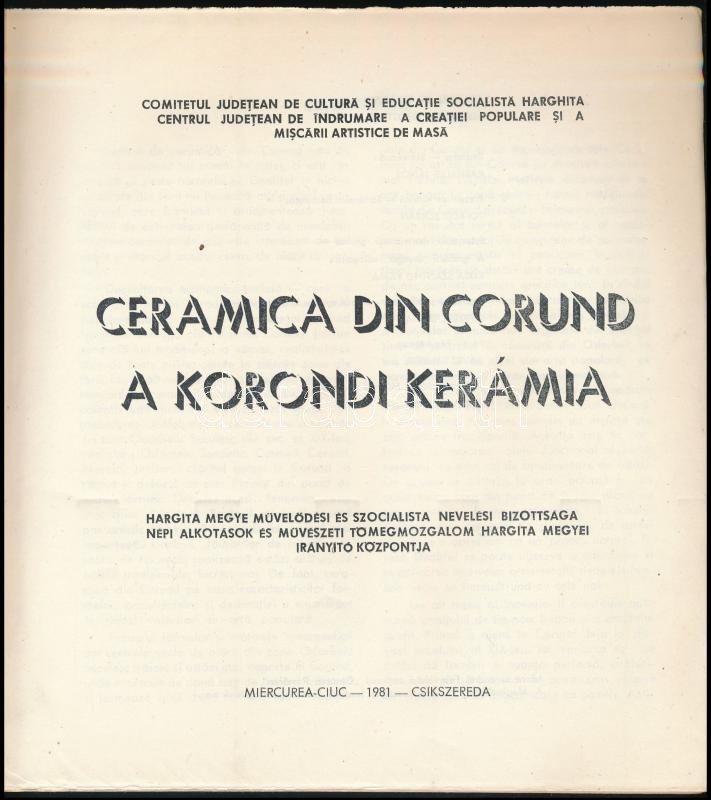 COMITETUL JUDEȚEAN DE CULTURĂ ȘI EDUCAȚIE SOCIALISTĂ HARGHITA
CENTRUL JUDEȚEAN DE ÎNDRUMARE A CREAȚIEI POPULARE ȘI A
MIȘCĂRII ARTISTICE DE MASĂ
CERAMICA DIN CORUND
A KORONDI KERÁMIA
HARGITA MEGYE MŰVELŐDÉSI ÉS SZOCIALISTA NEVELÉSI BIZOTTSÁGA
NÉPI ALKOTÁSOK ÉS MŰVÉSZETI TÖMEGMOZGALOM HARGITA MEGYEI
IRÁNYÍTÓ KÖZPONTJA
MIERCUREA-CIUC — 1981 — CSIKSZEREDA